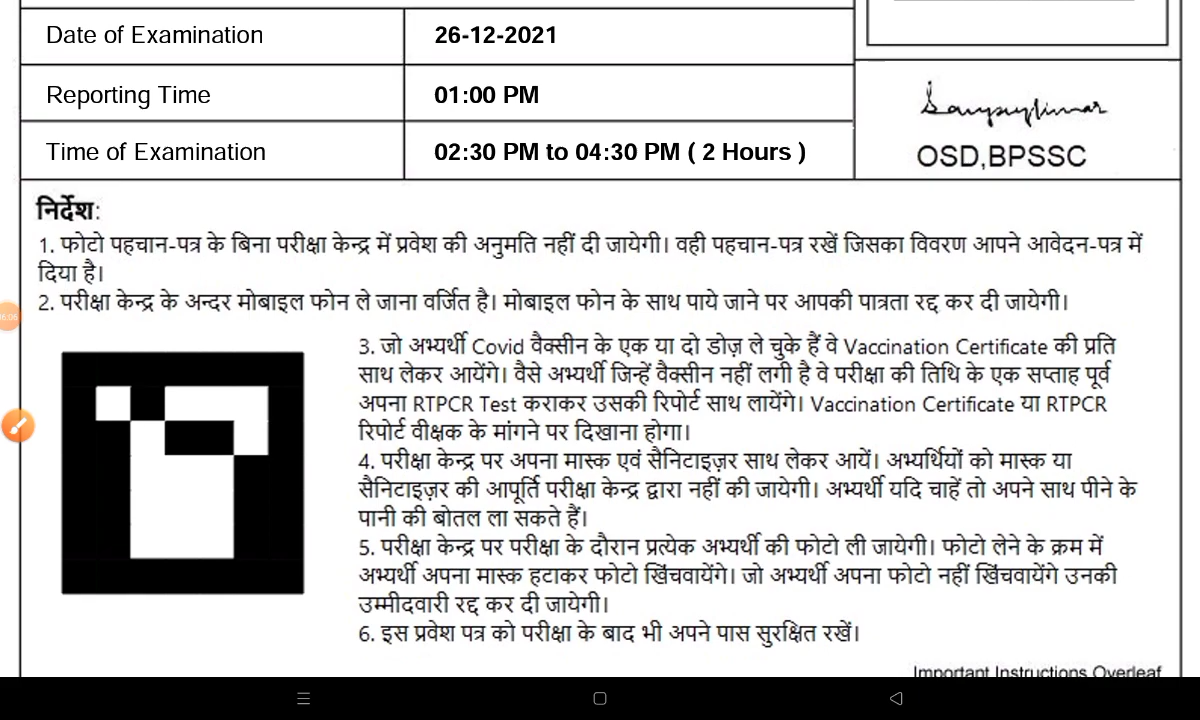 Date of Examination 26-12-2021
Reporting Time 01:00 PM
Time of Examination 02:30 PM to 04:30 PM ( 2 Hours )
OSD,BPSSC
निर्देश:
1. फोटो पहचान-पत्र के बिना परीक्षा केन्द्र में प्रवेश की अनुमति नहीं दी जायेगी। वही पहचान-पत्र रखें जिसका विवरण आपने आवेदन-पत्र में
दिया है।
2. परीक्षा केन्द्र के अन्दर मोबाइल फोन ले जाना वर्जित है। मोबाइल फोन के साथ पाये जाने पर आपकी पात्रता रद्द कर दी जायेगी।
3. जो अभ्यर्थी Covid वैक्सीन के एक या दो डोज़ ले चुके हैं वे Vaccination Certificate की प्रति
साथ लेकर आयेंगे। वैसे अभ्यर्थी जिन्हें वैक्सीन नहीं लगी है वे परीक्षा की तिथि के एक सप्ताह पूर्व
अपना RTPCR Test कराकर उसकी रिपोर्ट साथ लायेंगे। Vaccination Certificate या RTPCR
रिपोर्ट वीक्षक के मांगने पर दिखाना होगा।
4. परीक्षा केन्द्र पर अपना मास्क एवं सैनिटाइज़र साथ लेकर आयें। अभ्यर्थियों को मास्क या
सैनिटाइज़र की आपूर्ति परीक्षा केन्द्र द्वारा नहीं की जायेगी। अभ्यर्थी यदि चाहें तो अपने साथ पीने के
पानी की बोतल ला सकते हैं।
5. परीक्षा केन्द्र पर परीक्षा के दौरान प्रत्येक अभ्यर्थी की फोटो ली जायेगी। फोटो लेने के क्रम में
अभ्यर्थी अपना मास्क हटाकर फोटो खिंचवायेंगे। जो अभ्यर्थी अपना फोटो नहीं खिंचवायेंगे उनकी
उम्मीदवारी रद्द कर दी जायेगी।
6. इस प्रवेश पत्र को परीक्षा के बाद भी अपने पास सुरक्षित रखें।
Important Instructions Overleaf